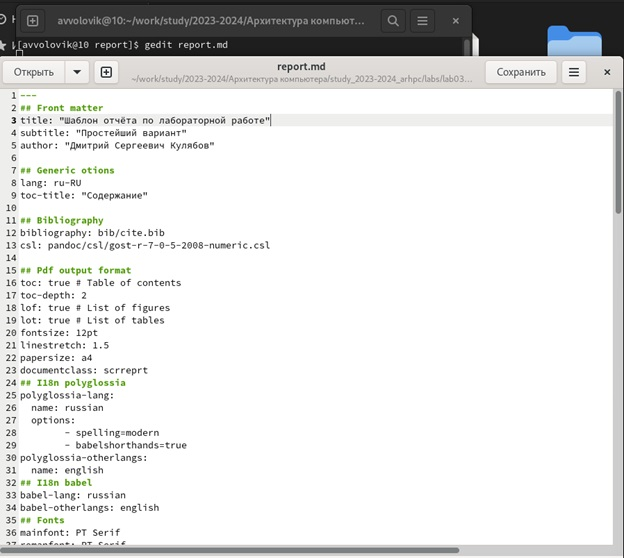 avvolovik@10:~/work/study/2023-2024/Архитектура компьют...
[avvolovik@10 report]$ gedit report.md
Открыть
report.md
~/work/study/2023-2024/Архитектура компьютера/study_2023-2024_arhpc/labs/lab03...
Сохранить
1 ---
2 ## Front matter
3 title: "Шаблон отчёта по лабораторной работе"
4 subtitle: "Простейший вариант"
5 author: "Дмитрий Сергеевич Кулябов"
6
7 ## Generic otions
8 lang: ru-RU
9 toc-title: "Содержание"
10
11 ## Bibliography
12 bibliography: bib/cite.bib
13 csl: pandoc/csl/gost-r-7-0-5-2008-numeric.csl
14
15 ## Pdf output format
16 toc: true # Table of contents
17 toc-depth: 2
18 lof: true # List of figures
19 lot: true # List of tables
20 fontsize: 12pt
21 linestretch: 1.5
22 papersize: a4
23 documentclass: scrreprt
24 ## I18n polyglossia
25 polyglossia-lang:
26 name: russian
27 options:
28 - spelling=modern
29 - babelshorthands=true
30 polyglossia-otherlangs:
31 name: english
32 ## I18n babel
33 babel-lang: russian
34 babel-otherlangs: english
35 ## Fonts
36 mainfont: PT Serif
37 romanfont: PT Serif